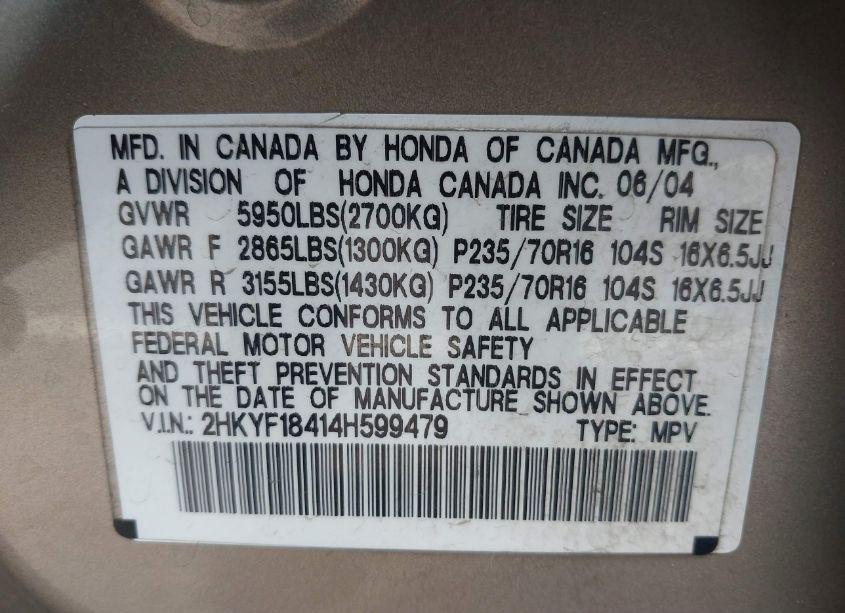 MFD. IN CANADA BY HONDA OF CANADA MFG.,
A DIVISION OF HONDA CANADA INC. 06/04
GVWR 5950LBS(2700KG) TIRE SIZE RIM SIZE
GAWR F 2865LBS(1300KG) P235/70R16 104S 16X6.5JJ
GAWR R 3155LBS(1430KG) P235/70R16 104S 16X6.5JJ
THIS VEHICLE CONFORMS TO ALL APPLICABLE
FEDERAL MOTOR VEHICLE SAFETY
AND THEFT PREVENTION STANDARDS IN EFFECT
ON THE DATE OF MANUFACTURE SHOWN ABOVE.
V.I.N.: 2HKYF18414H599479 TYPE: MPV